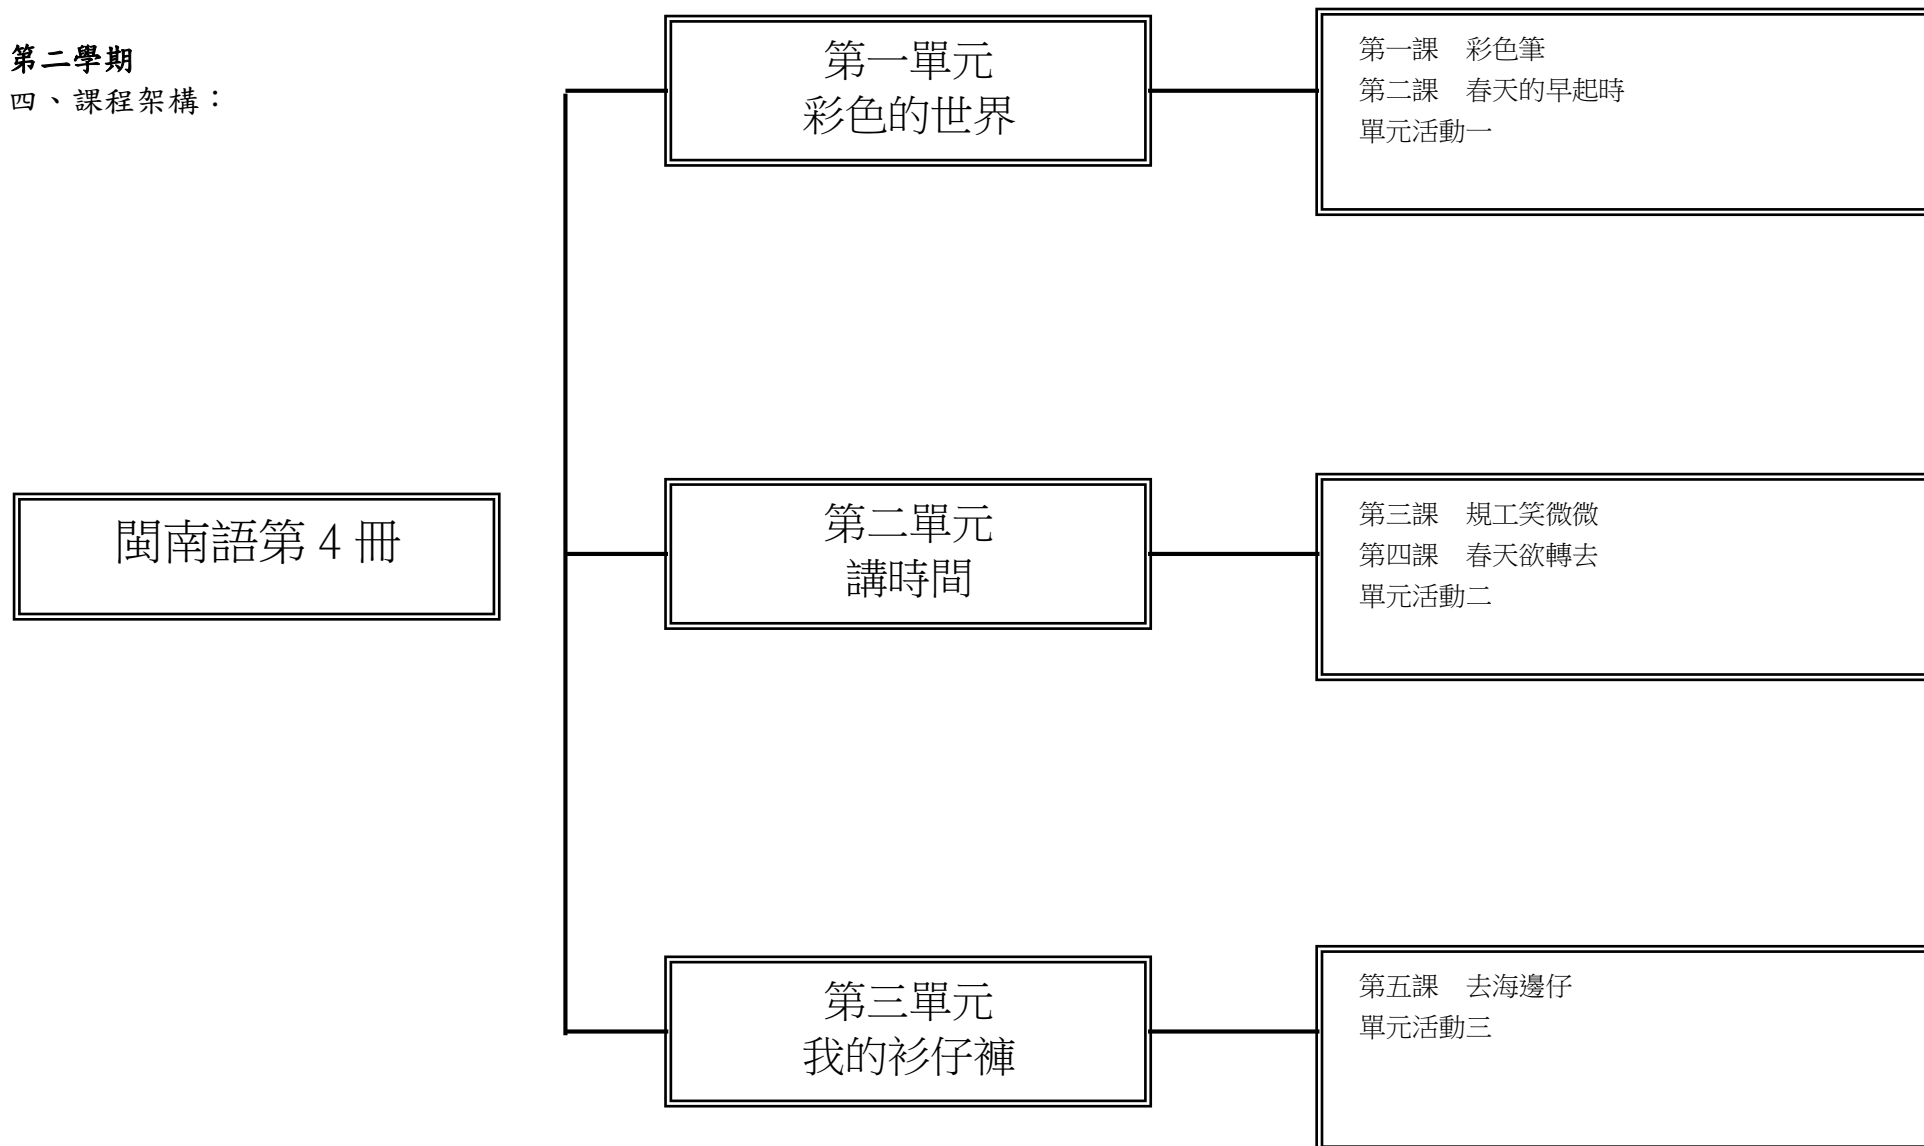 第二學期
四、課程架構：
閩南語第 4 冊
第一單元
彩色的世界
第一課　彩色筆
第二課　春天的早起時
單元活動一
第二單元
講時間
第三課　規工笑微微
第四課　春天欲轉去
單元活動二
第三單元
我的衫仔褲
第五課　去海邊仔
單元活動三